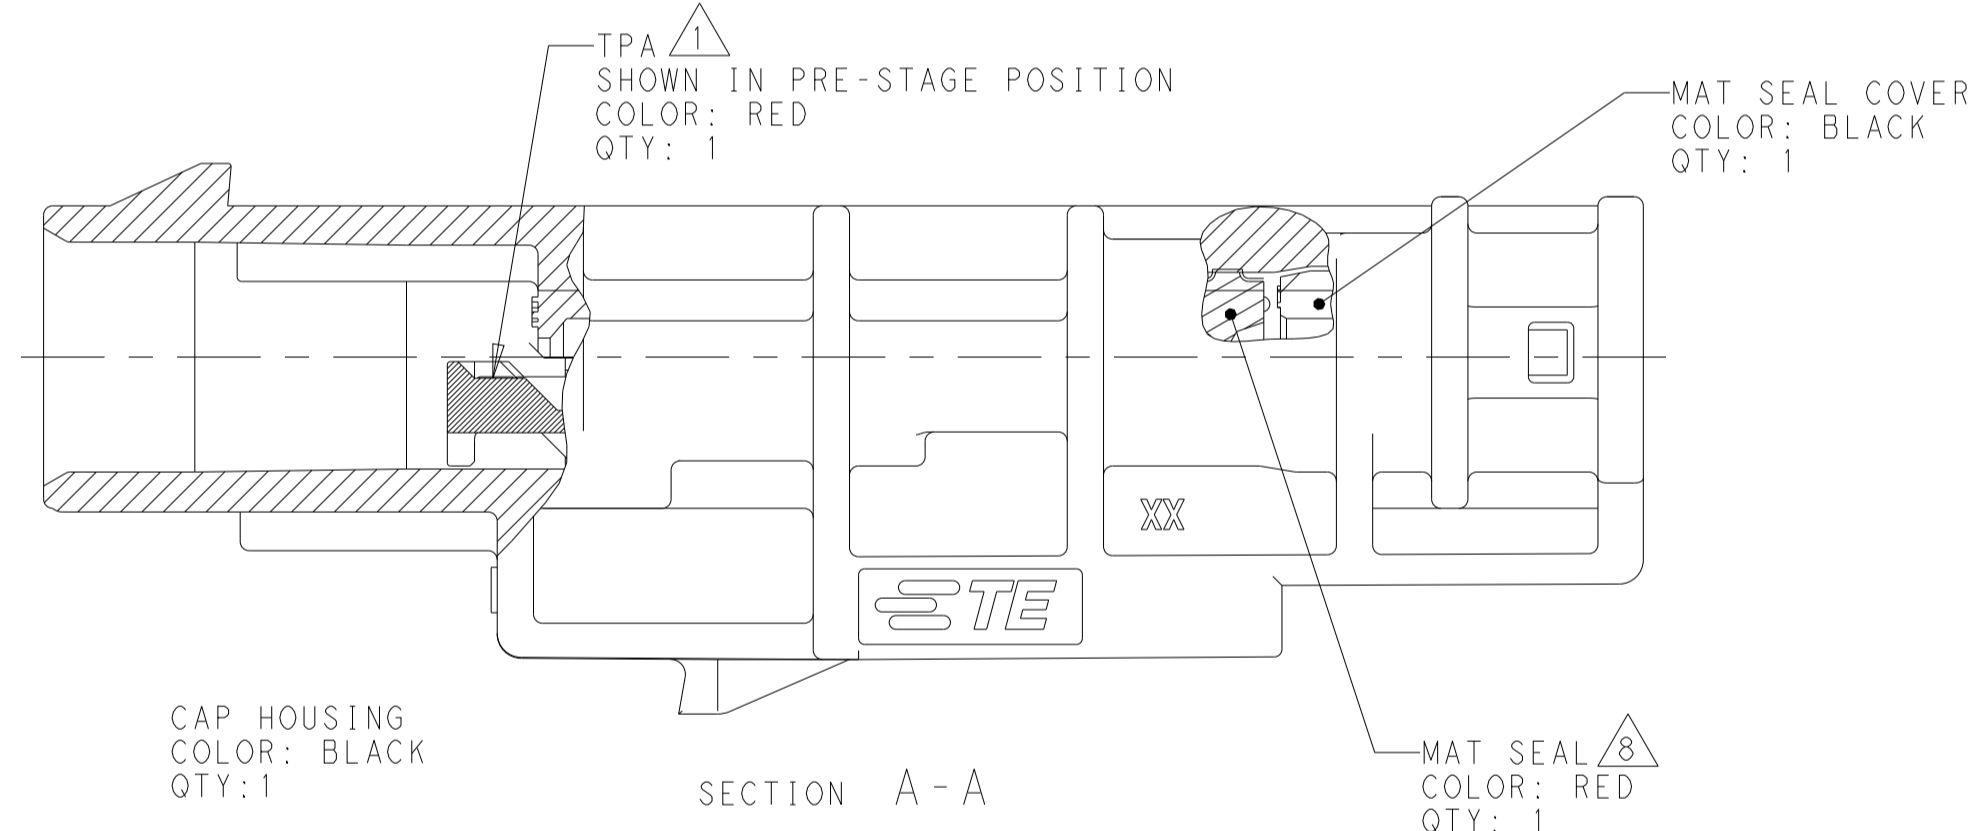 TPA 1
SHOWN IN PRE-STAGE POSITION
COLOR: RED
QTY: 1
MAT SEAL COVER
COLOR: BLACK
QTY: 1
XX
TE
CAP HOUSING
COLOR: BLACK
QTY:1
SECTION A-A
MAT SEAL 8
COLOR: RED
QTY: 1